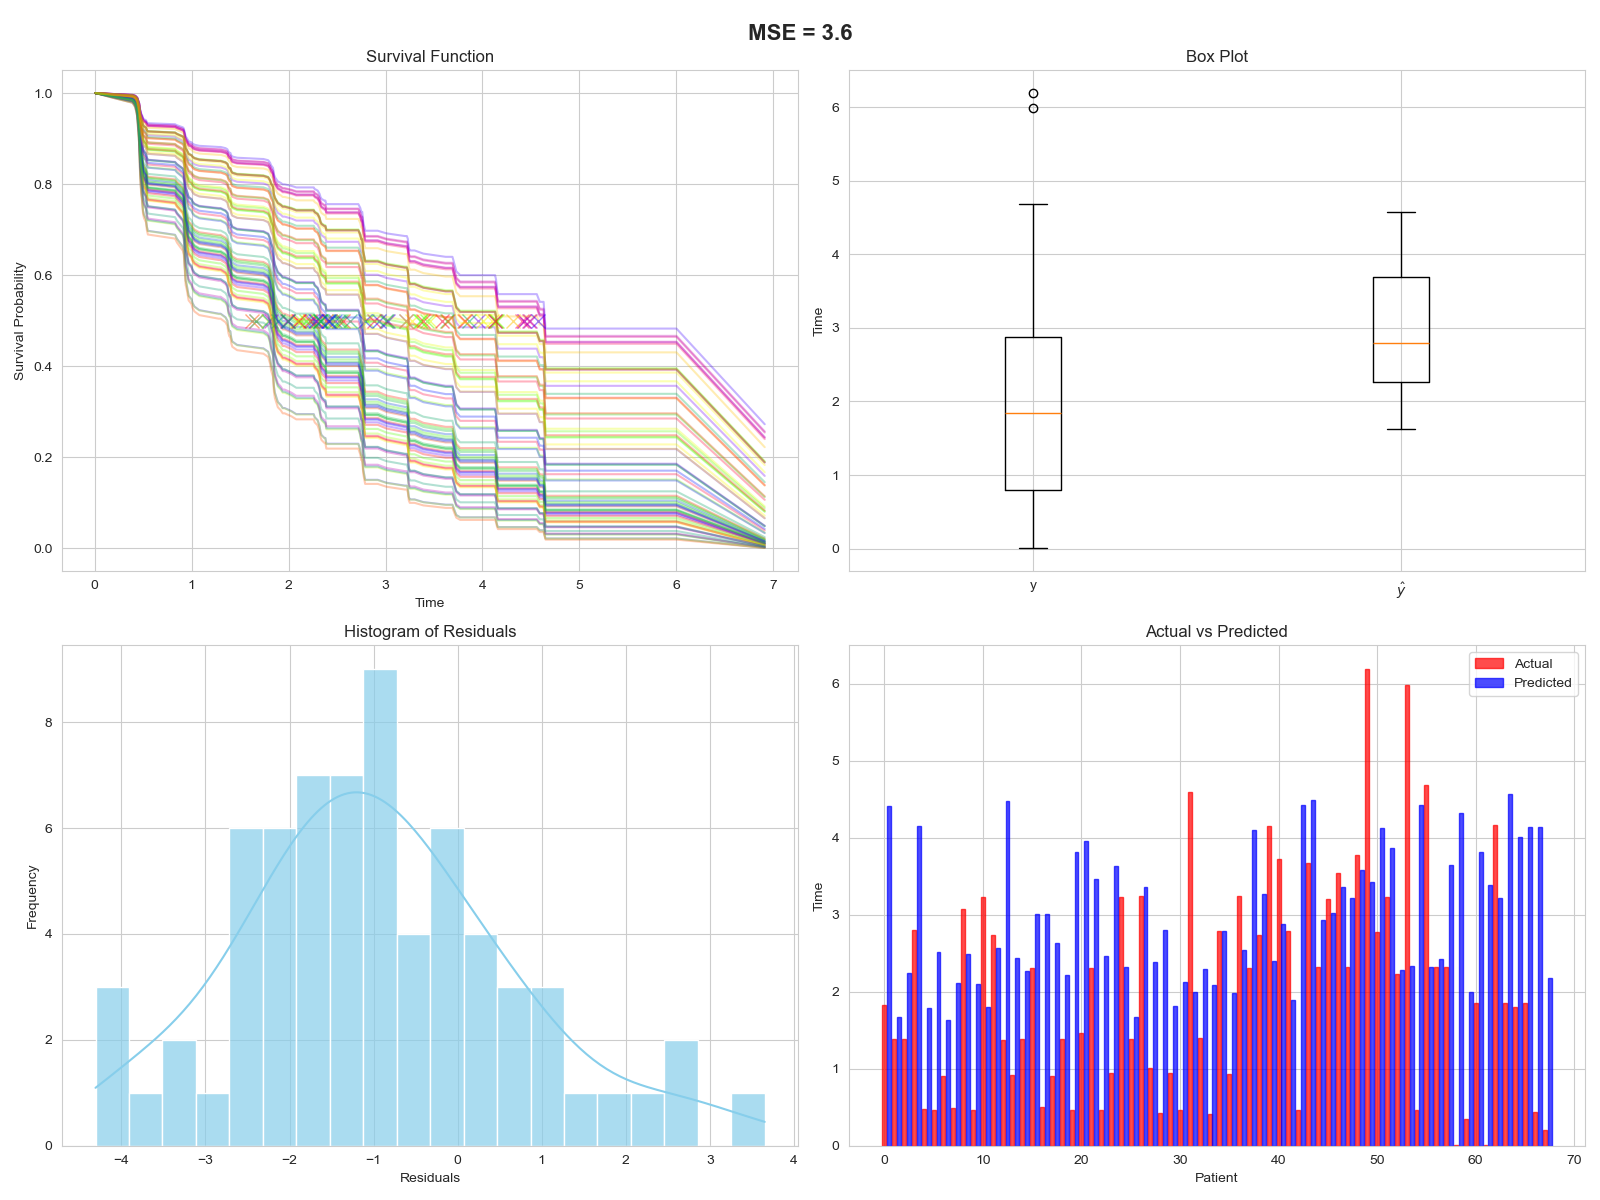 MSE = 3.6
Survival Function
Survival Probability
1.0
0.8
0.6
0.4
0.2
0.0
0 1 2 3 4 5 6 7
Time
Box Plot
Time
6
5
4
3
2
1
0
y ŷ
Histogram of Residuals
Frequency
8
6
4
2
0
−4 −3 −2 −1 0 1 2 3 4
Residuals
Actual vs Predicted
Actual
Predicted
Time
6
5
4
3
2
1
0
0 10 20 30 40 50 60 70
Patient